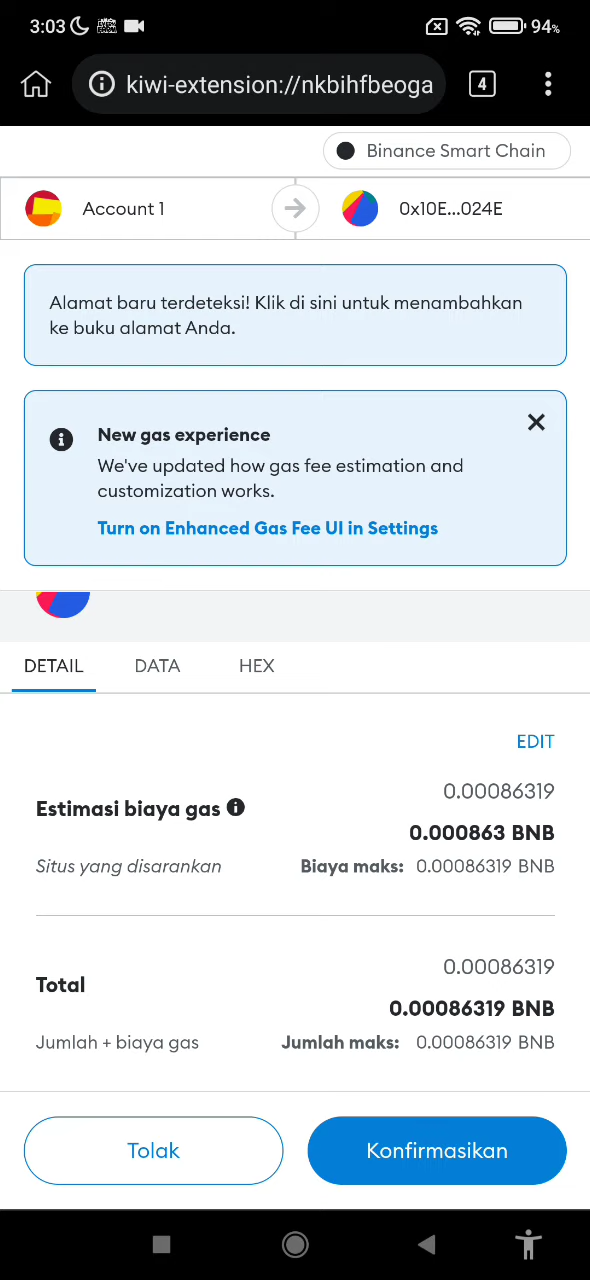 3:03
94%
kiwi-extension://nkbihfbeoga
4
Binance Smart Chain
Account 1
0x10E...024E
Alamat baru terdeteksi! Klik di sini untuk menambahkan
ke buku alamat Anda.
New gas experience
We've updated how gas fee estimation and
customization works.
Turn on Enhanced Gas Fee UI in Settings
DETAIL
DATA
HEX
EDIT
0.00086319
Estimasi biaya gas
0.000863 BNB
Situs yang disarankan
Biaya maks: 0.00086319 BNB
0.00086319
Total
0.00086319 BNB
Jumlah + biaya gas
Jumlah maks: 0.00086319 BNB
Tolak
Konfirmasikan